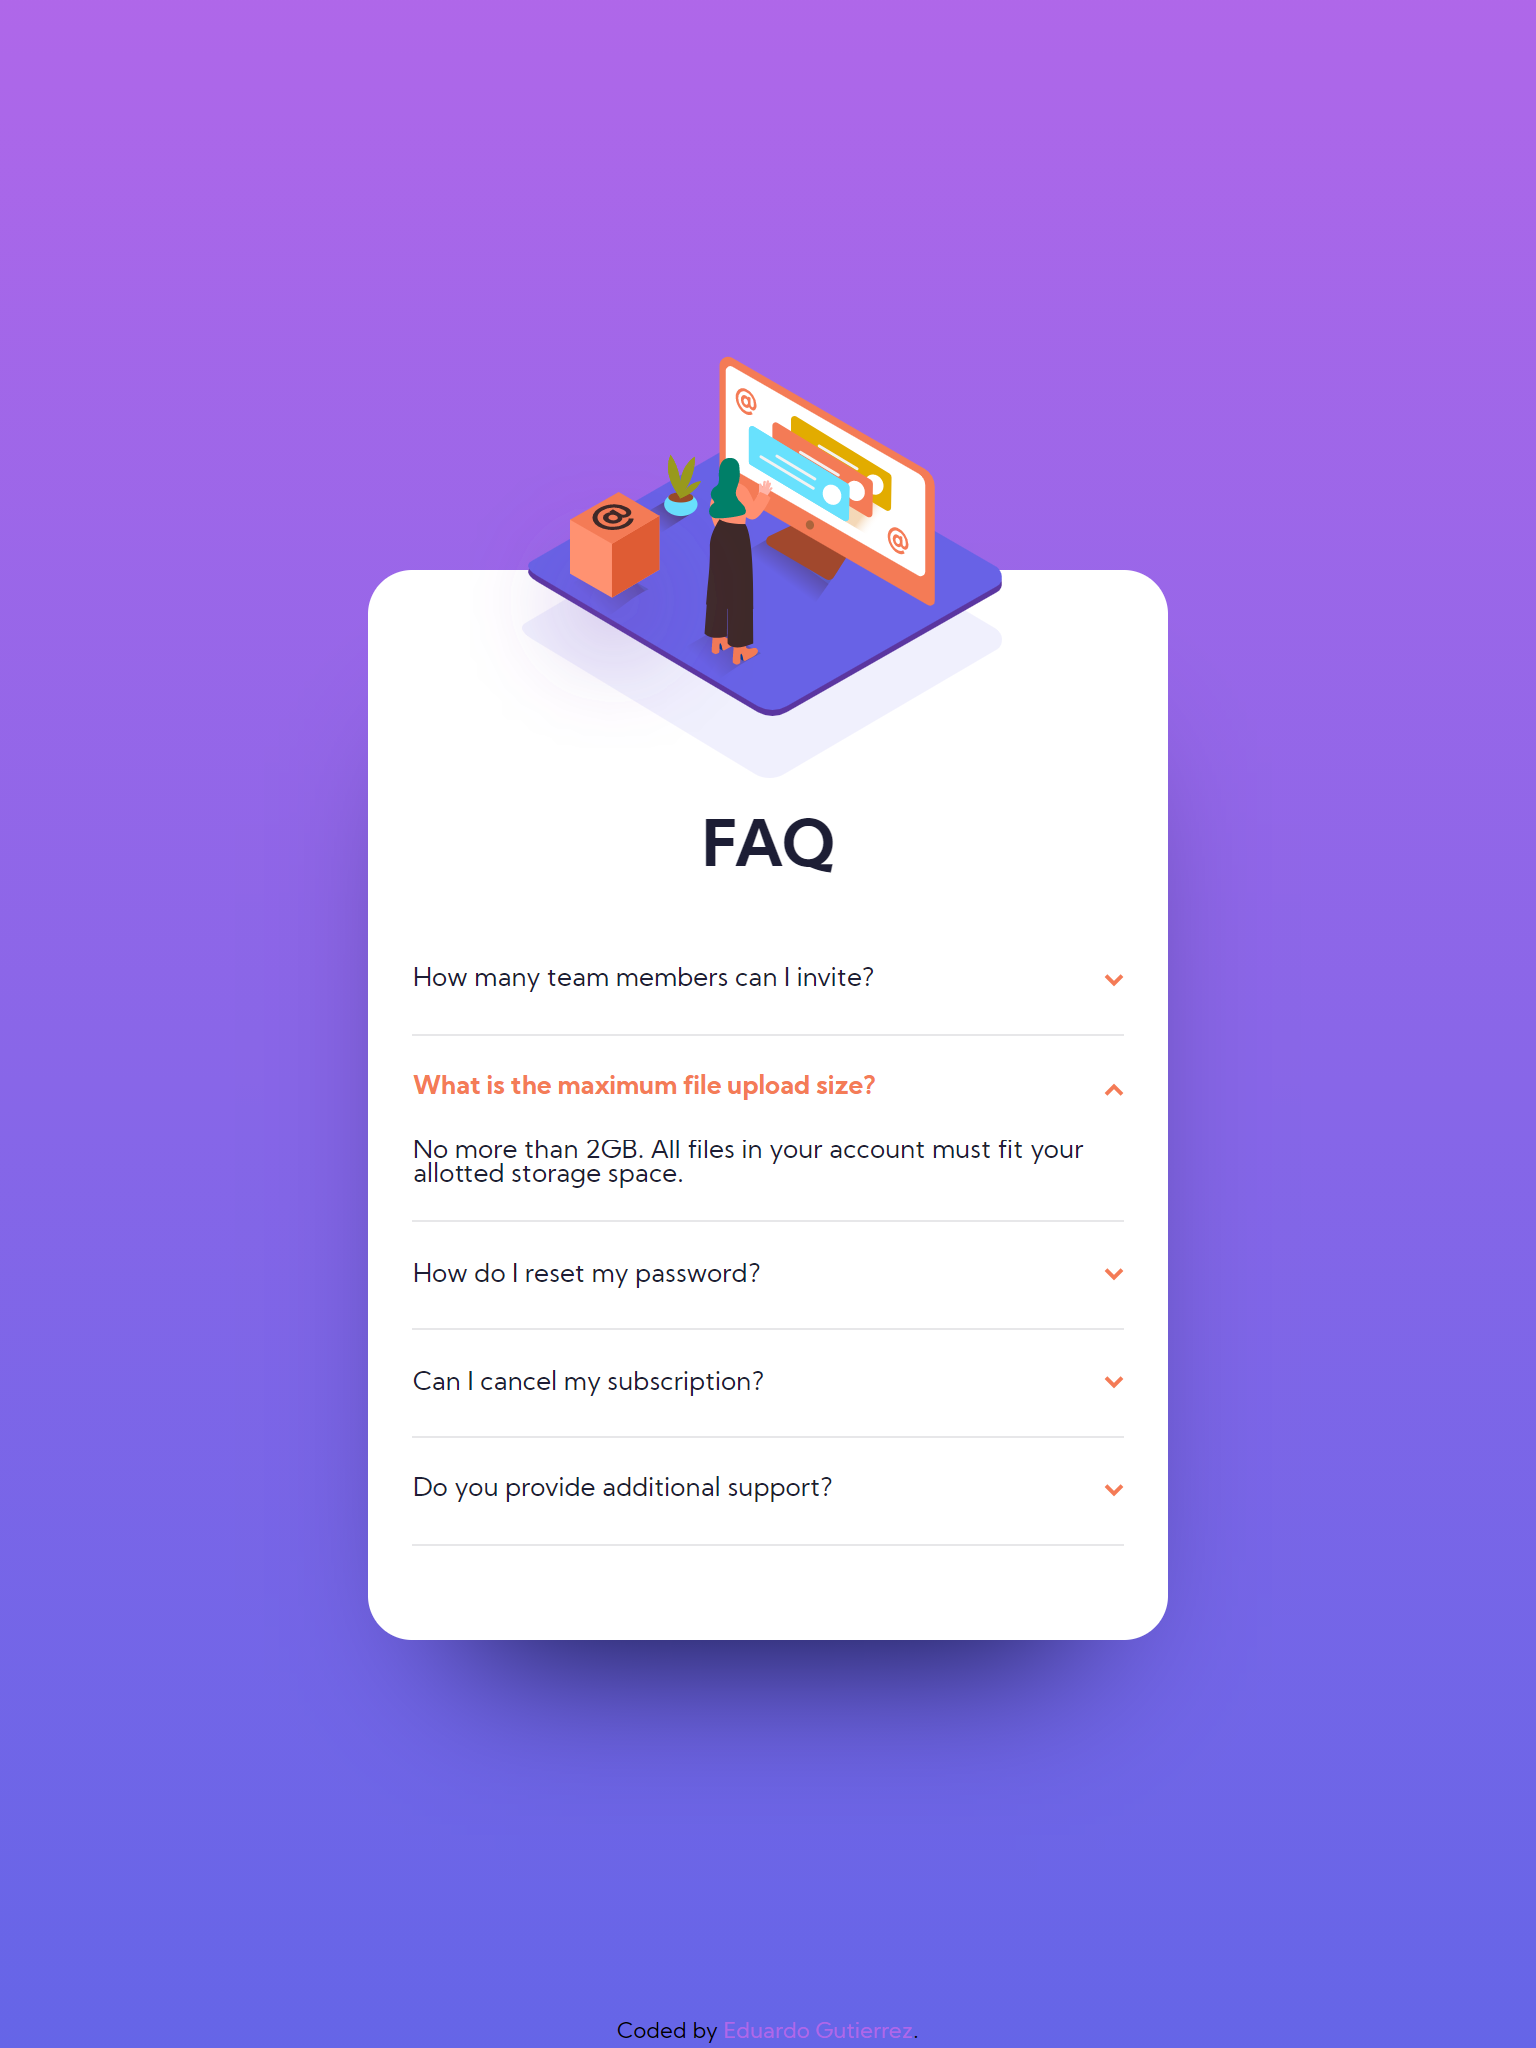 @
@
@
FAQ
How many team members can I invite?
What is the maximum file upload size?
No more than 2GB. All files in your account must fit your
allotted storage space.
How do I reset my password?
Can I cancel my subscription?
Do you provide additional support?
Coded by Eduardo Gutierrez.